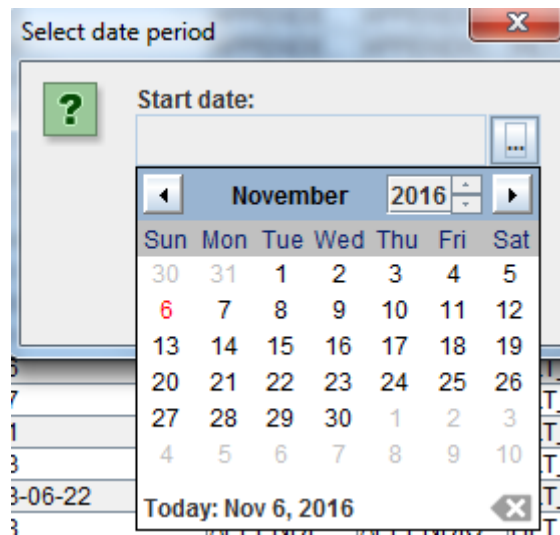 Select date period
X
?
Start date:
...
November 2016
Sun Mon Tue Wed Thu Fri Sat
30 31 1 2 3 4 5
6 7 8 9 10 11 12
13 14 15 16 17 18 19
20 21 22 23 24 25 26
27 28 29 30 1 2 3
4 5 6 7 8 9 10
-06-22
Today: Nov 6, 2016